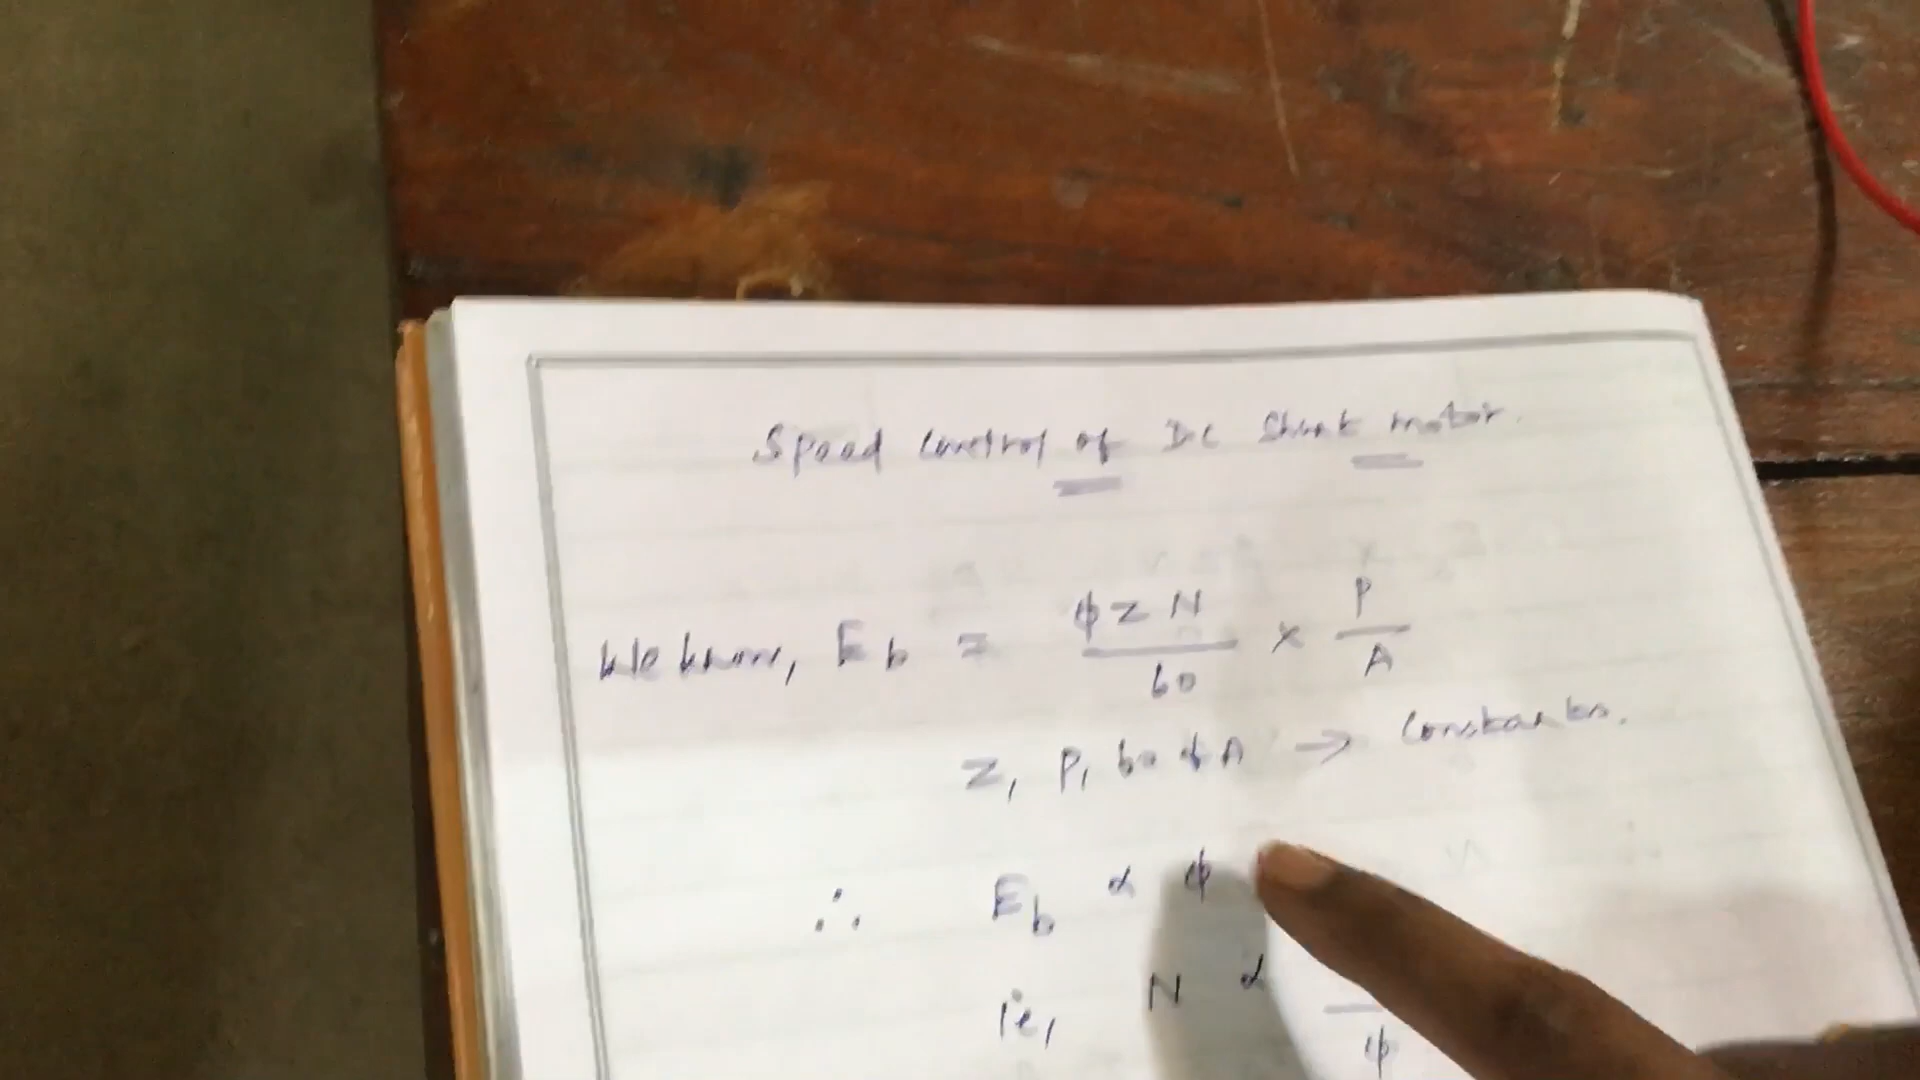 Speed Control of DC Shunt motor.
We know, Eb = ϕZN/60 × P/A
Z, P, 60 & A → Constants.
∴ Eb ∝ ϕ
ie, N ∝ /ϕ